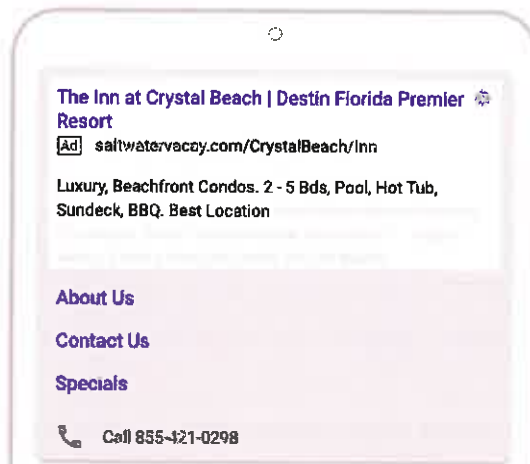 The Inn at Crystal Beach | Destin Florida Premier
Resort
Ad saltwatervacay.com/CrystalBeach/Inn
Luxury, Beachfront Condos. 2 - 5 Bds, Pool, Hot Tub,
Sundeck, BBQ. Best Location
About Us
Contact Us
Specials
Call 855-421-0298